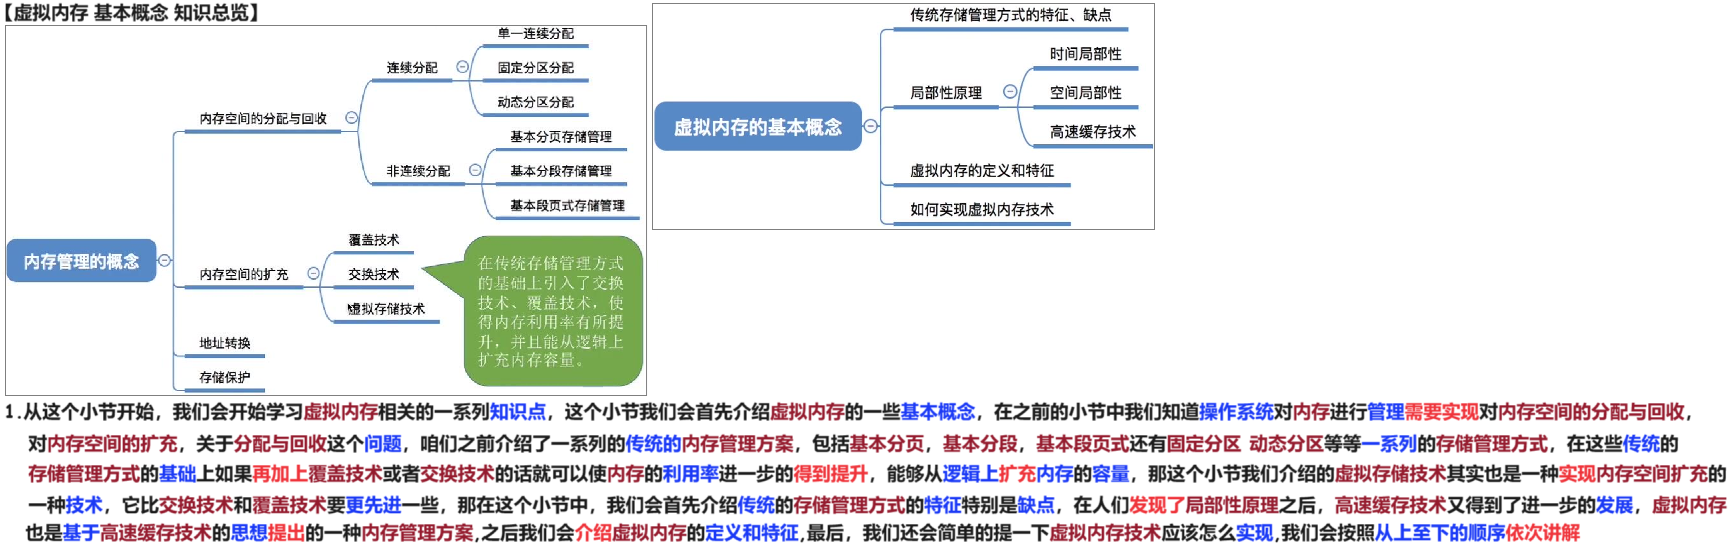 【虚拟内存 基本概念 知识总览】
内存管理的概念
内存空间的分配与回收
连续分配
单一连续分配
固定分区分配
动态分区分配
非连续分配
基本分页存储管理
基本分段存储管理
基本段页式存储管理
内存空间的扩充
覆盖技术
交换技术
虚拟存储技术
地址转换
存储保护
在传统存储管理方式
的基础上引入了交换
技术、覆盖技术，使
得内存利用率有所提
升，并且能从逻辑上
扩充内存容量。
虚拟内存的基本概念
传统存储管理方式的特征、缺点
局部性原理
时间局部性
空间局部性
高速缓存技术
虚拟内存的定义和特征
如何实现虚拟内存技术
1.从这个小节开始，我们会开始学习虚拟内存相关的一系列知识点，这个小节我们会首先介绍虚拟内存的一些基本概念，在之前的小节中我们知道操作系统对内存进行管理需要实现对内存空间的分配与回收，
对内存空间的扩充，关于分配与回收这个问题，咱们之前介绍了一系列的传统的内存管理方案，包括基本分页，基本分段，基本段页式还有固定分区 动态分区等等一系列的存储管理方式，在这些传统的
存储管理方式的基础上如果再加上覆盖技术或者交换技术的话就可以使内存的利用率进一步的得到提升，能够从逻辑上扩充内存的容量，那这个小节我们介绍的虚拟存储技术其实也是一种实现内存空间扩充的
一种技术，它比交换技术和覆盖技术要更先进一些，那在这个小节中，我们会首先介绍传统的存储管理方式的特征特别是缺点，在人们发现了局部性原理之后，高速缓存技术又得到了进一步的发展，虚拟内存
也是基于高速缓存技术的思想提出的一种内存管理方案,之后我们会介绍虚拟内存的定义和特征,最后，我们还会简单的提一下虚拟内存技术应该怎么实现,我们会按照从上至下的顺序依次讲解